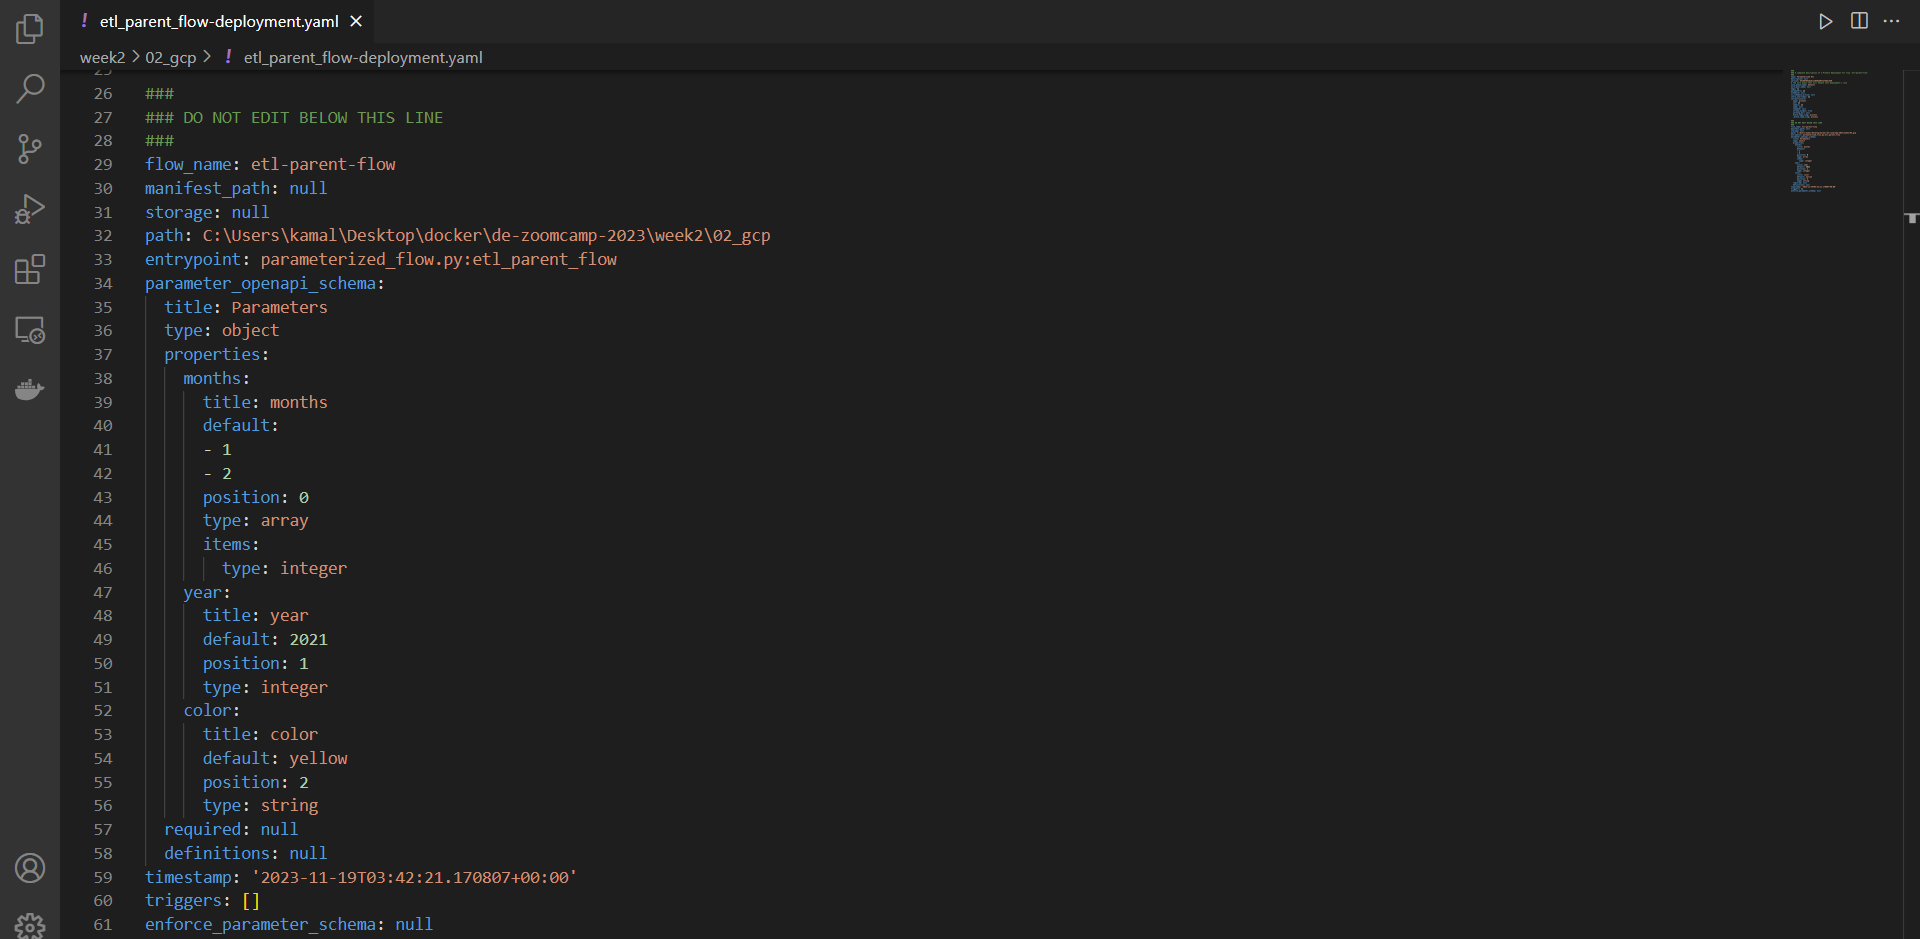 ! etl_parent_flow-deployment.yaml ×
week2 > 02_gcp > ! etl_parent_flow-deployment.yaml
25
26 ###
27 ### DO NOT EDIT BELOW THIS LINE
28 ###
29 flow_name: etl-parent-flow
30 manifest_path: null
31 storage: null
32 path: C:\Users\kamal\Desktop\docker\de-zoomcamp-2023\week2\02_gcp
33 entrypoint: parameterized_flow.py:etl_parent_flow
34 parameter_openapi_schema:
35   title: Parameters
36   type: object
37   properties:
38     months:
39       title: months
40       default:
41       - 1
42       - 2
43       position: 0
44       type: array
45       items:
46         type: integer
47     year:
48       title: year
49       default: 2021
50       position: 1
51       type: integer
52     color:
53       title: color
54       default: yellow
55       position: 2
56       type: string
57   required: null
58   definitions: null
59 timestamp: '2023-11-19T03:42:21.170807+00:00'
60 triggers: []
61 enforce_parameter_schema: null